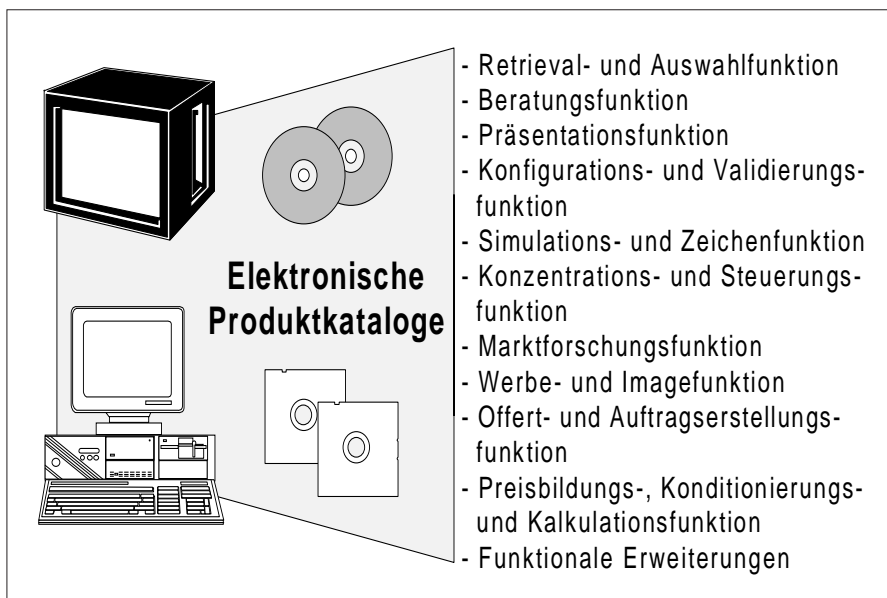 Elektronische
Produktkataloge
- Retrieval- und Auswahlfunktion
- Beratungsfunktion
- Präsentationsfunktion
- Konfigurations- und Validierungs-
funktion
- Simulations- und Zeichenfunktion
- Konzentrations- und Steuerungs-
funktion
- Marktforschungsfunktion
- Werbe- und Imagefunktion
- Offert- und Auftragserstellungs-
funktion
- Preisbildungs-, Konditionierungs-
und Kalkulationsfunktion
- Funktionale Erweiterungen